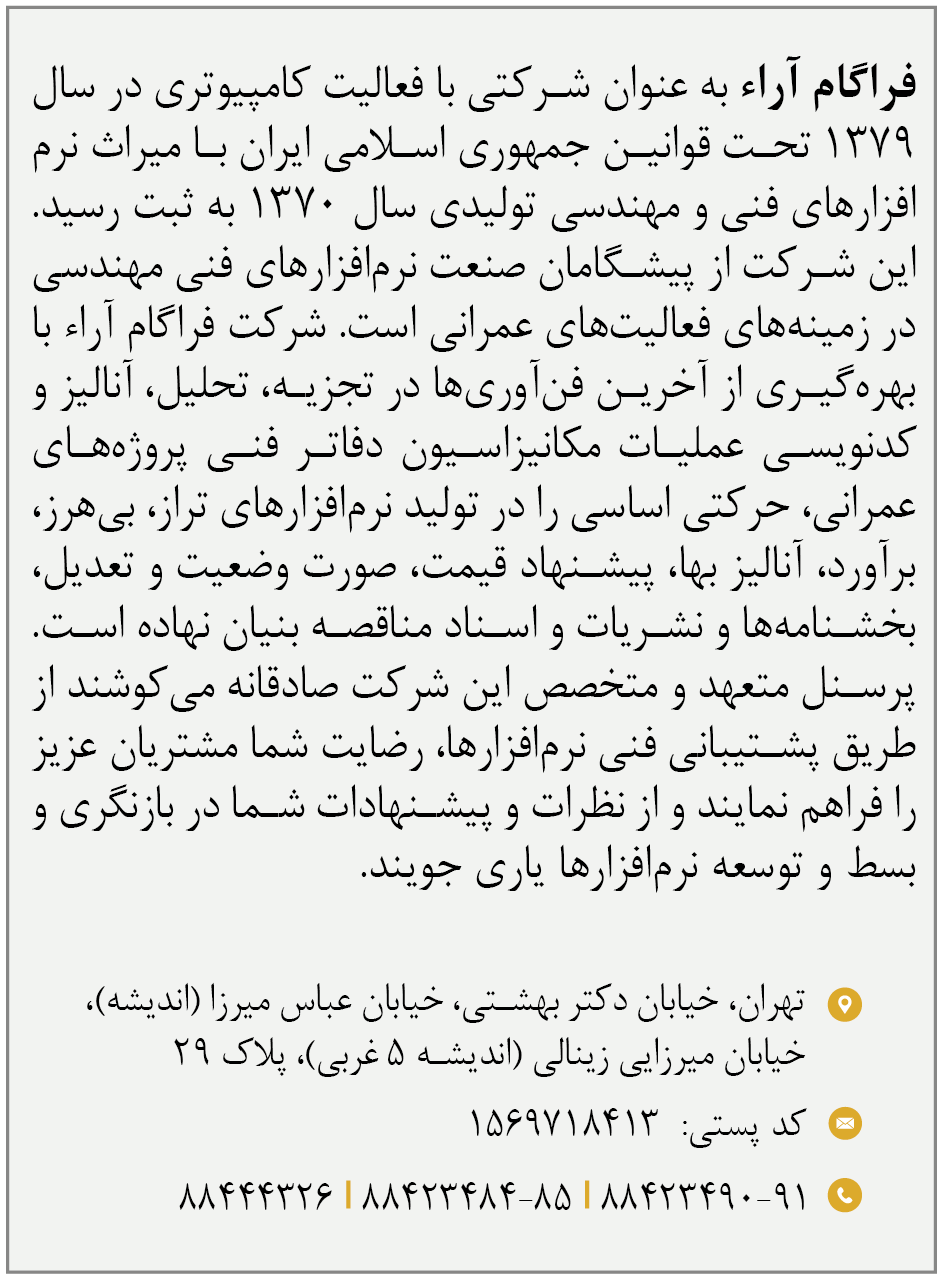 فراگام آراء به عنوان شرکتی با فعالیت کامپیوتری در سال
۱۳۷۹ تحت قوانین جمهوری اسلامی ایران با میراث نرم
افزارهای فنی و مهندسی تولیدی سال ۱۳۷۰ به ثبت رسید.
این شرکت از پیشگامان صنعت نرم‌افزارهای فنی مهندسی
در زمینه‌های فعالیت‌های عمرانی است. شرکت فراگام آراء با
بهره‌گیری از آخرین فن‌آوری‌ها در تجزیه، تحلیل، آنالیز و
کدنویسی عملیات مکانیزاسیون دفاتر فنی پروژه‌های
عمرانی، حرکتی اساسی را در تولید نرم‌افزارهای تراز، بی‌هرز،
برآورد، آنالیز بها، پیشنهاد قیمت، صورت وضعیت و تعدیل،
بخشنامه‌ها و نشریات و اسناد مناقصه بنیان نهاده است.
پرسنل متعهد و متخصص این شرکت صادقانه می‌کوشند از
طریق پشتیبانی فنی نرم‌افزارها، رضایت شما مشتریان عزیز
را فراهم نمایند و از نظرات و پیشنهادات شما در بازنگری و
بسط و توسعه نرم‌افزارها یاری جویند.
تهران، خیابان دکتر بهشتی، خیابان عباس میرزا (اندیشه)،
خیابان میرزایی زینالی (اندیشه ۵ غربی)، پلاک ۲۹
کد پستی: ۱۵۶۹۷۱۸۴۱۳
۸۸۴۲۳۴۹۰-۹۱ | ۸۸۴۲۳۴۸۴-۸۵ | ۸۸۴۴۴۳۲۶